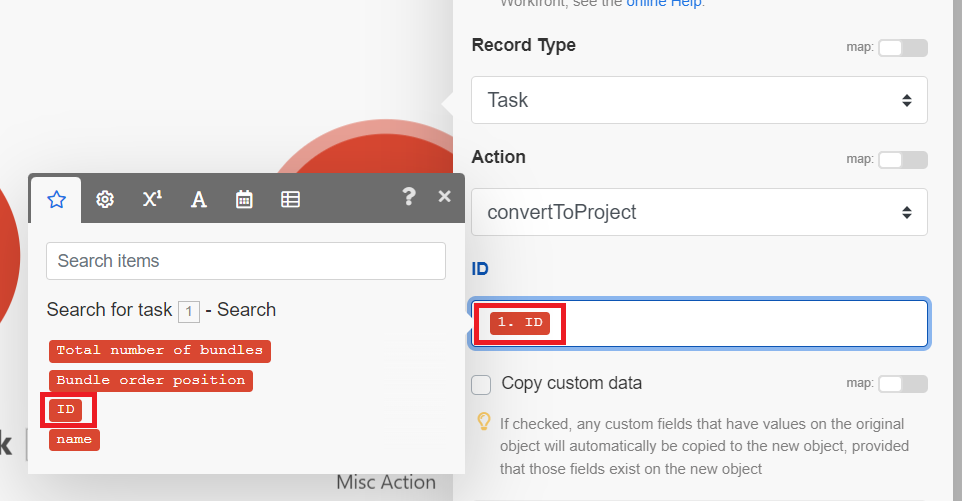 Workfront, see the online Help.
Record Type
map:
Task
Action
map:
convertToProject
ID
1. ID
Copy custom data
map:
If checked, any custom fields that have values on the original
object will automatically be copied to the new object, provided
that those fields exist on the new object
X¹
A
?
×
Search items
Search for task 1 - Search
Total number of bundles
Bundle order position
ID
name
k
Misc Action